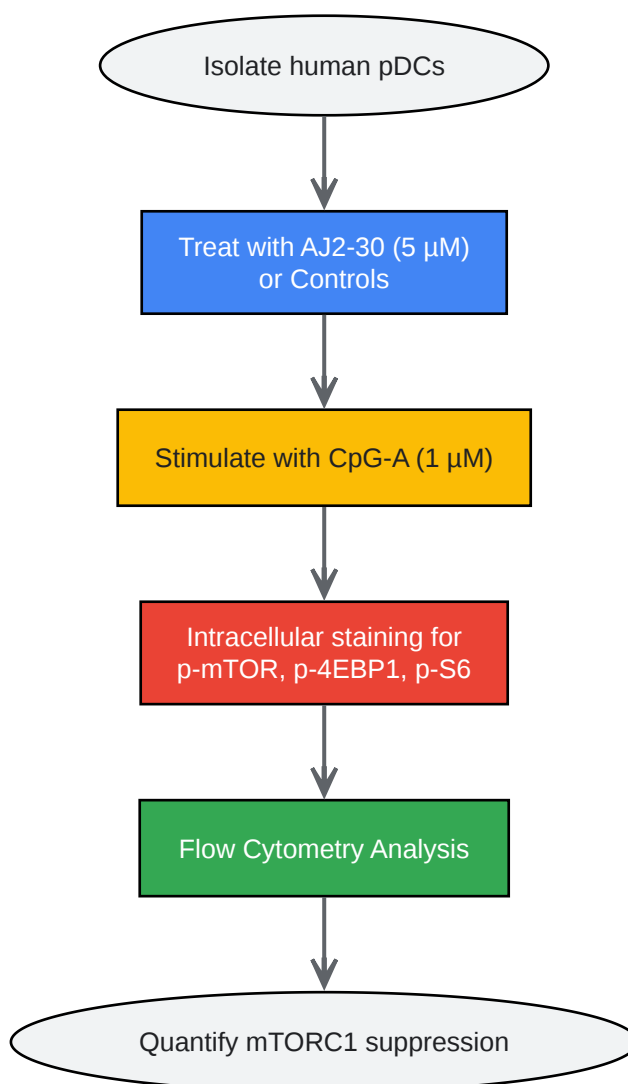 Isolate human pDCs
Treat with AJ2-30 (5 µM)
or Controls
Stimulate with CpG-A (1 µM)
Intracellular staining for
p-mTOR, p-4EBP1, p-S6
Flow Cytometry Analysis
Quantify mTORC1 suppression